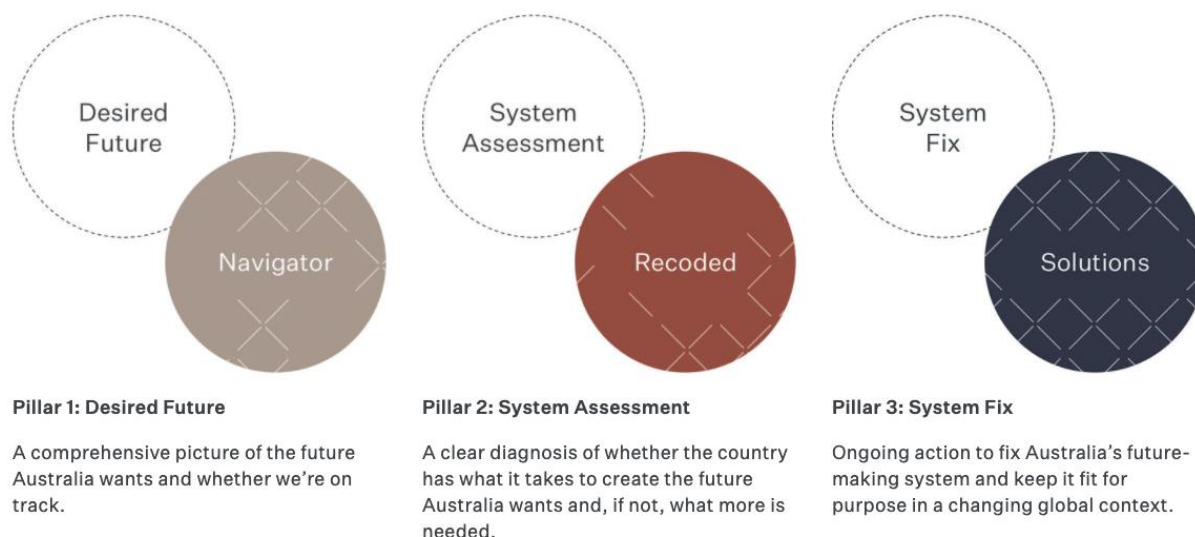 Desired
Future
Navigator
System
Assessment
Recoded
System
Fix
Solutions
Pillar 1: Desired Future
A comprehensive picture of the future
Australia wants and whether we’re on
track.
Pillar 2: System Assessment
A clear diagnosis of whether the country
has what it takes to create the future
Australia wants and, if not, what more is
needed.
Pillar 3: System Fix
Ongoing action to fix Australia’s future-
making system and keep it fit for
purpose in a changing global context.